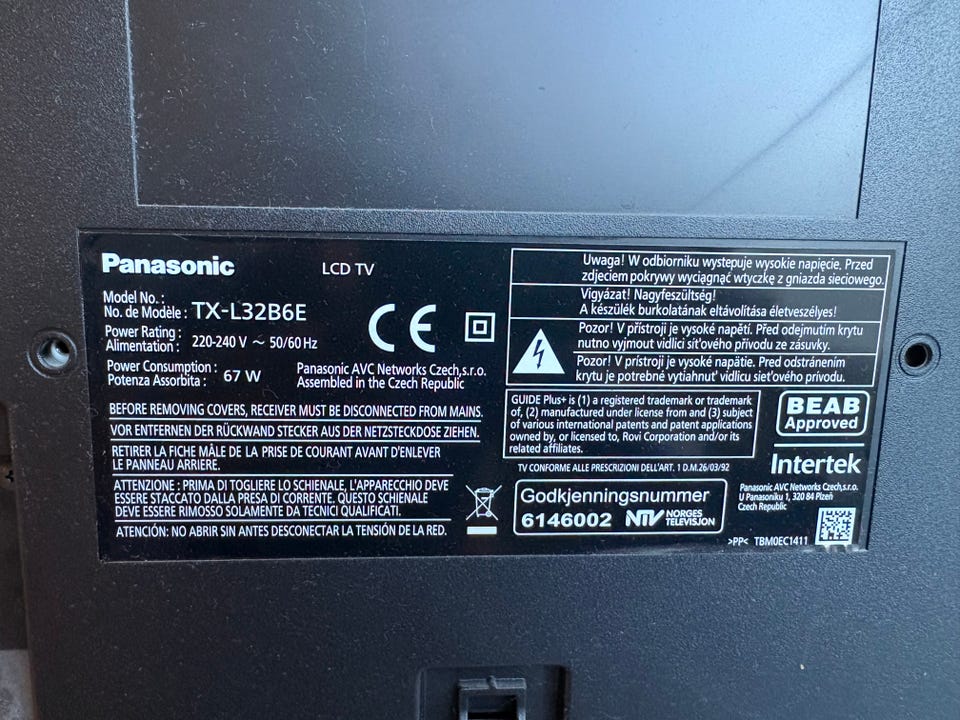 Panasonic
LCD TV
Model No. :
No. de Modèle : TX-L32B6E
Power Rating :
Alimentation : 220-240 V ~ 50/60 Hz
Power Consumption :
Potenza Assorbita : 67 W
CE
Panasonic AVC Networks Czech,s.r.o.
Assembled in the Czech Republic
BEFORE REMOVING COVERS, RECEIVER MUST BE DISCONNECTED FROM MAINS.
VOR ENTFERNEN DER RÜCKWAND STECKER AUS DER NETZSTECKDOSE ZIEHEN.
RETIRER LA FICHE MÂLE DE LA PRISE DE COURANT AVANT D'ENLEVER
LE PANNEAU ARRIERE.
ATTENZIONE : PRIMA DI TOGLIERE LO SCHIENALE, L'APPARECCHIO DEVE
ESSERE STACCATO DALLA PRESA DI CORRENTE. QUESTO SCHIENALE
DEVE ESSERE RIMOSSO SOLAMENTE DA TECNICI QUALIFICATI.
ATENCIÓN: NO ABRIR SIN ANTES DESCONECTAR LA TENSIÓN DE LA RED.
Uwaga! W odbiorniku występuje wysokie napięcie. Przed
zdjeciem pokrywy wyciągnąć wtyczkę z gniazda sieciowego.
Vigyázat! Nagyfeszültség!
A készülék burkolatának eltávolítása életveszélyes!
Pozor! V přístroji je vysoké napětí. Před odejmutím krytu
nutno vyjmout vidlici síťového přívodu ze zásuvky.
Pozor! V prístroji je vysoké napätie. Pred odstránením
krytu je potrebné vytiahnuť vidlicu sieťového prívodu.
GUIDE Plus+ is (1) a registered trademark or trademark
of, (2) manufactured under license from and (3) subject
of various international patents and patent applications
owned by, or licensed to, Rovi Corporation and/or its
related affiliates.
BEAB
Approved
Intertek
TV CONFORME ALLE PRESCRIZIONI DELL'ART. 1 D.M.26/03/92
Godkjenningsnummer
6146002 NTV NORGES
TELEVISJON
Panasonic AVC Networks Czech,s.r.o.
U Panasoniku 1, 320 84 Plzeň
Czech Republic
>PP< TBM0EC1411